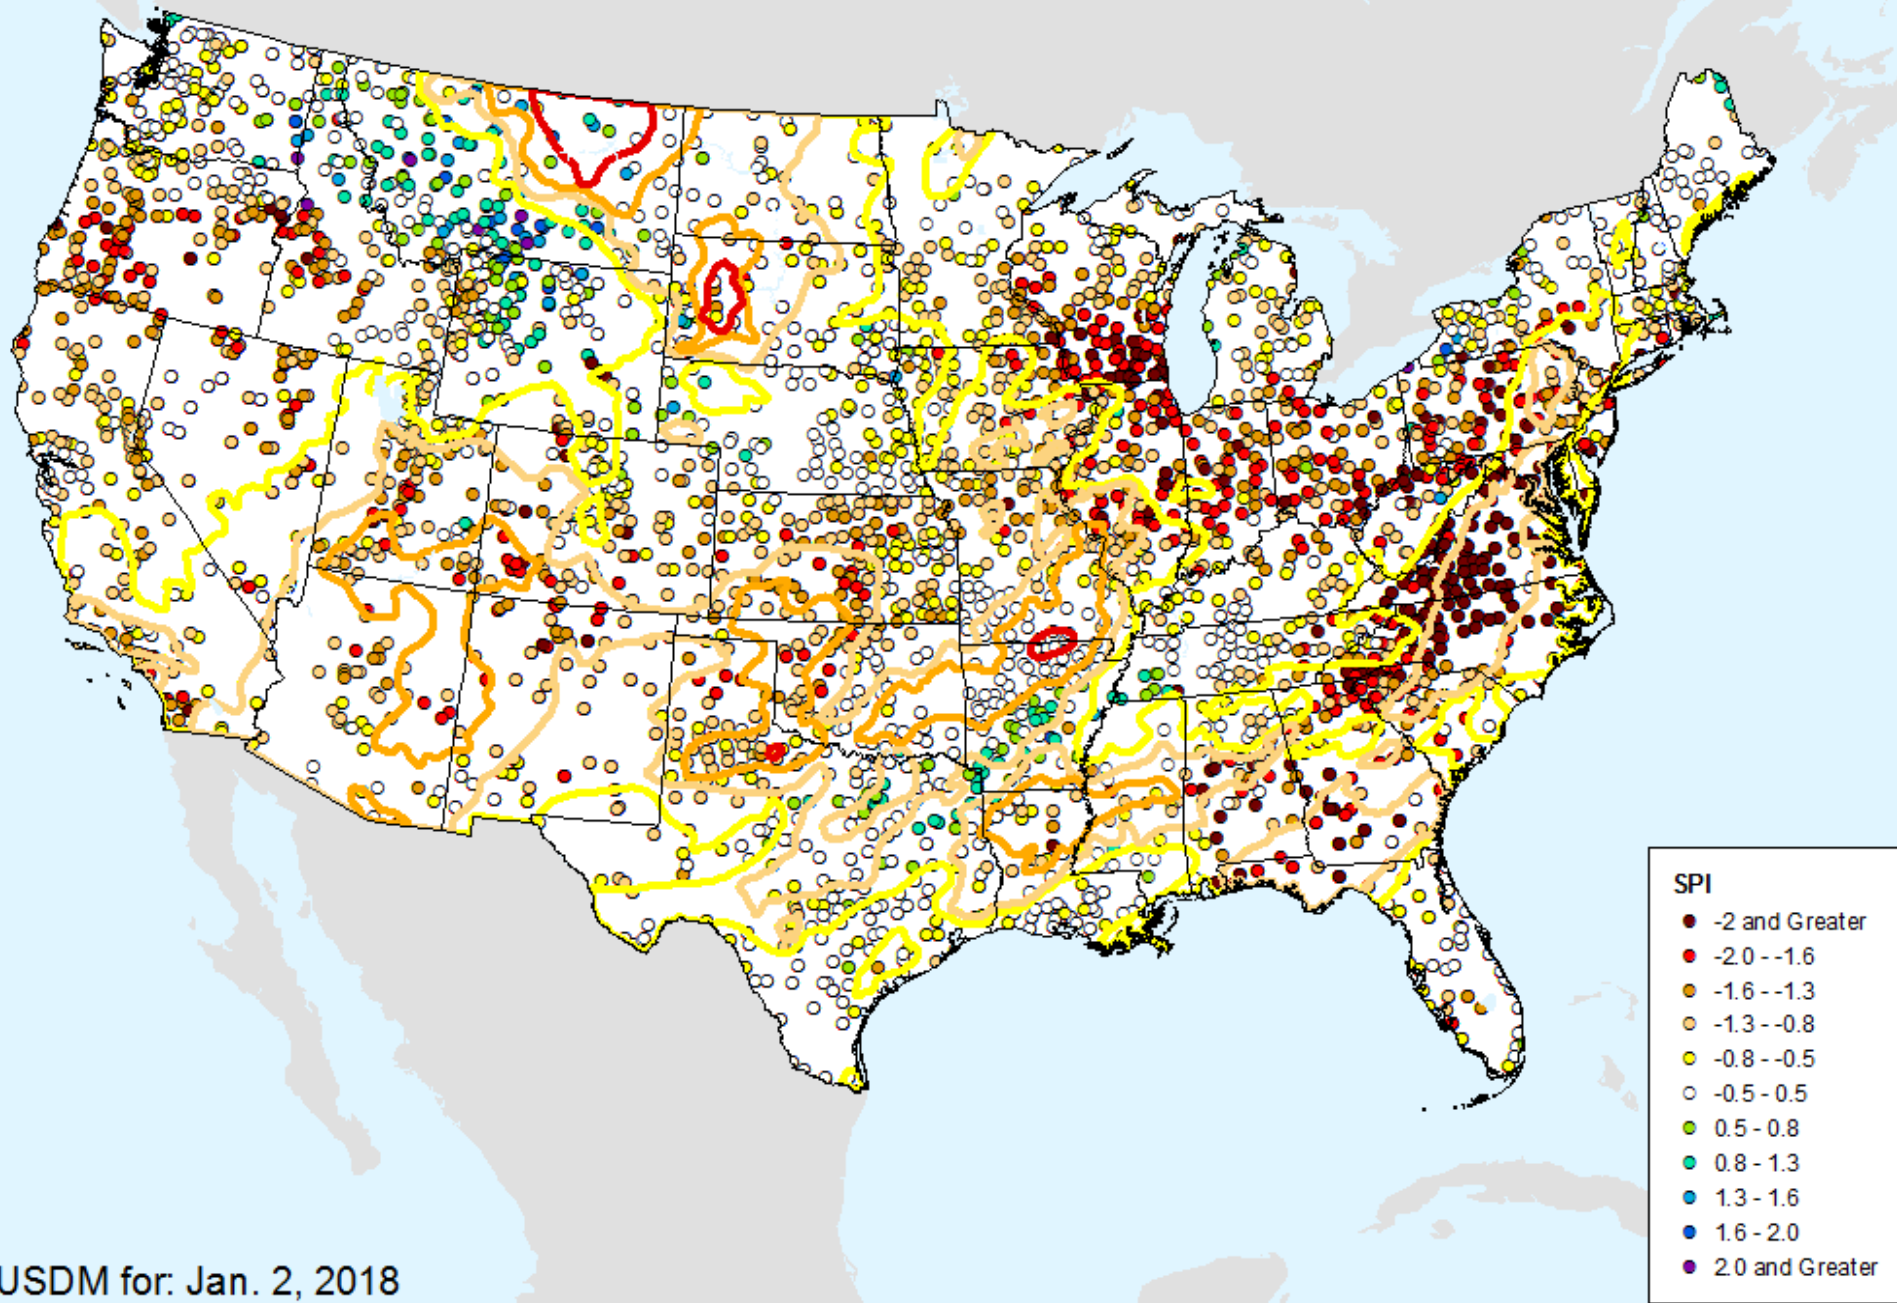 SPI
-2 and Greater
-2.0 - -1.6
-1.6 - -1.3
-1.3 - -0.8
-0.8 - -0.5
-0.5 - 0.5
0.5 - 0.8
0.8 - 1.3
1.3 - 1.6
1.6 - 2.0
2.0 and Greater
USDM for: Jan. 2, 2018